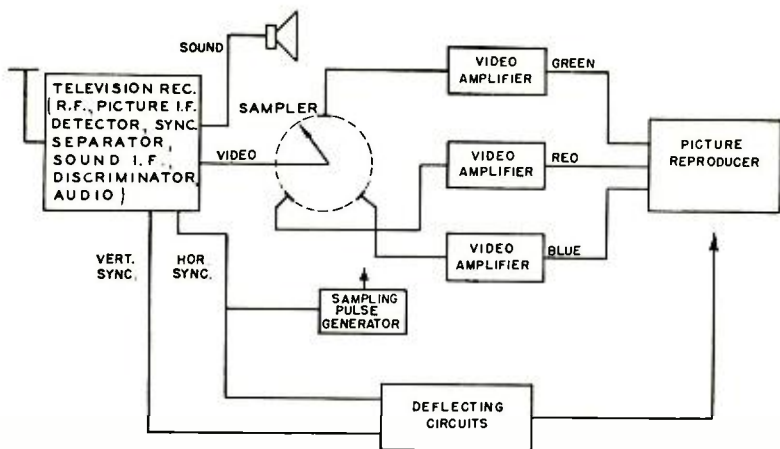 SOUND
TELEVISION REC.
( R.F., PICTURE I.F.
DETECTOR, SYNC.
SEPARATOR,
SOUND I.F.,
DISCRIMINATOR,
AUDIO )
SAMPLER
VIDEO
VIDEO
AMPLIFIER
GREEN
VIDEO
AMPLIFIER
RED
VIDEO
AMPLIFIER
BLUE
PICTURE
REPRODUCER
VERT.
SYNC.
HOR
SYNC.
SAMPLING
PULSE
GENERATOR
DEFLECTING
CIRCUITS